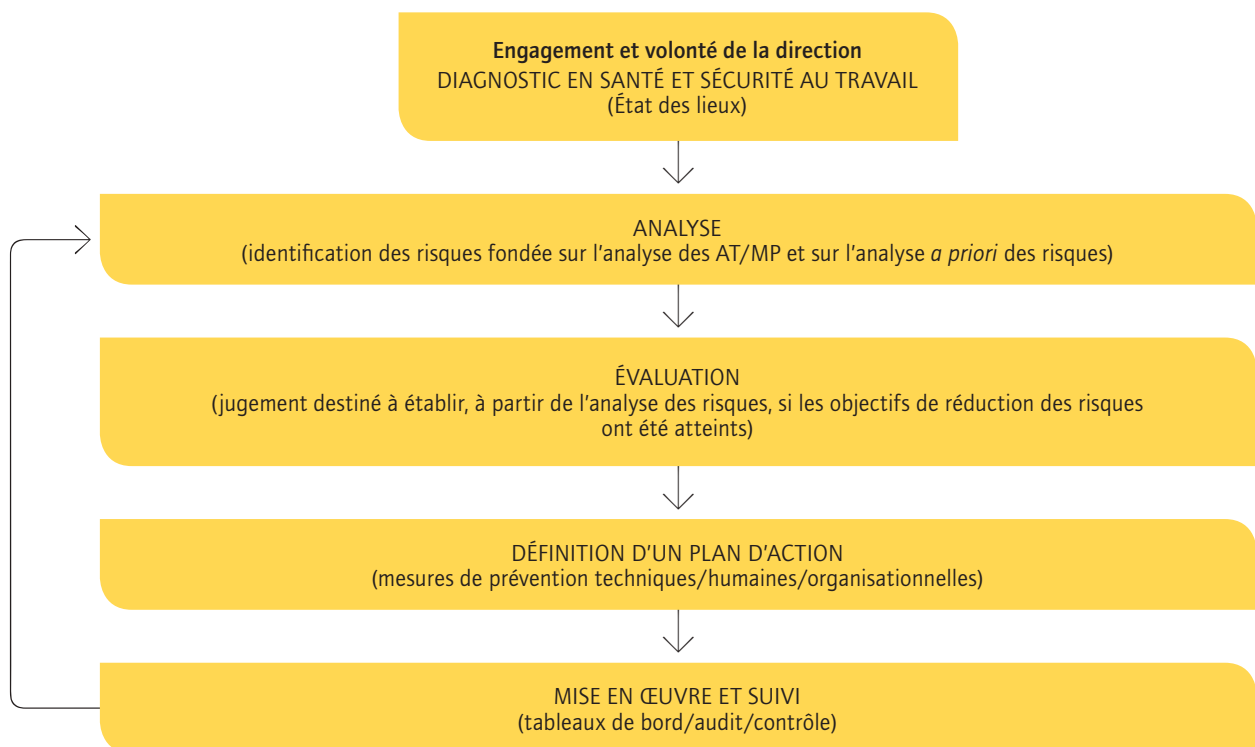 Engagement et volonté de la direction
DIAGNOSTIC EN SANTÉ ET SÉCURITÉ AU TRAVAIL
(État des lieux)
ANALYSE
(identification des risques fondée sur l’analyse des AT/MP et sur l’analyse a priori des risques)
ÉVALUATION
(jugement destiné à établir, à partir de l’analyse des risques, si les objectifs de réduction des risques
ont été atteints)
DÉFINITION D’UN PLAN D’ACTION
(mesures de prévention techniques/humaines/organisationnelles)
MISE EN ŒUVRE ET SUIVI
(tableaux de bord/audit/contrôle)